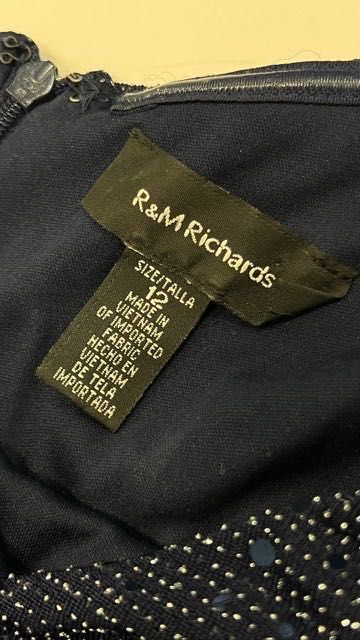 R&M Richards
SIZE/TALLA
12
MADE IN
VIETNAM
OF IMPORTED
FABRIC
HECHO EN
VIETNAM
DE TELA
IMPORTADA